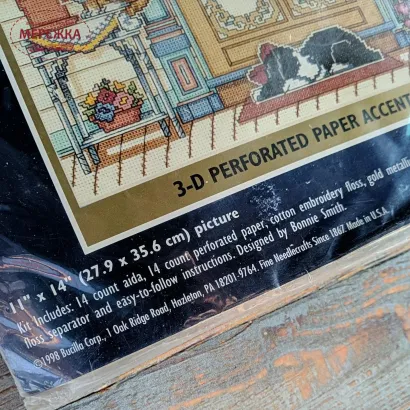 МЕРЕЖКА
3-D PERFORATED PAPER ACCENT
11" x 14" (27.9 x 35.6 cm) picture
Kit Includes: 14 count aida, 14 count perforated paper, cotton embroidery floss, gold metallic
floss separator and easy-to-follow instructions. Designed by Bonnie Smith.
©1998 Bucilla Corp., 1 Oak Ridge Road, Hazleton, PA 18201-9764. Fine Needlecrafts Since 1867. Made in U.S.A.